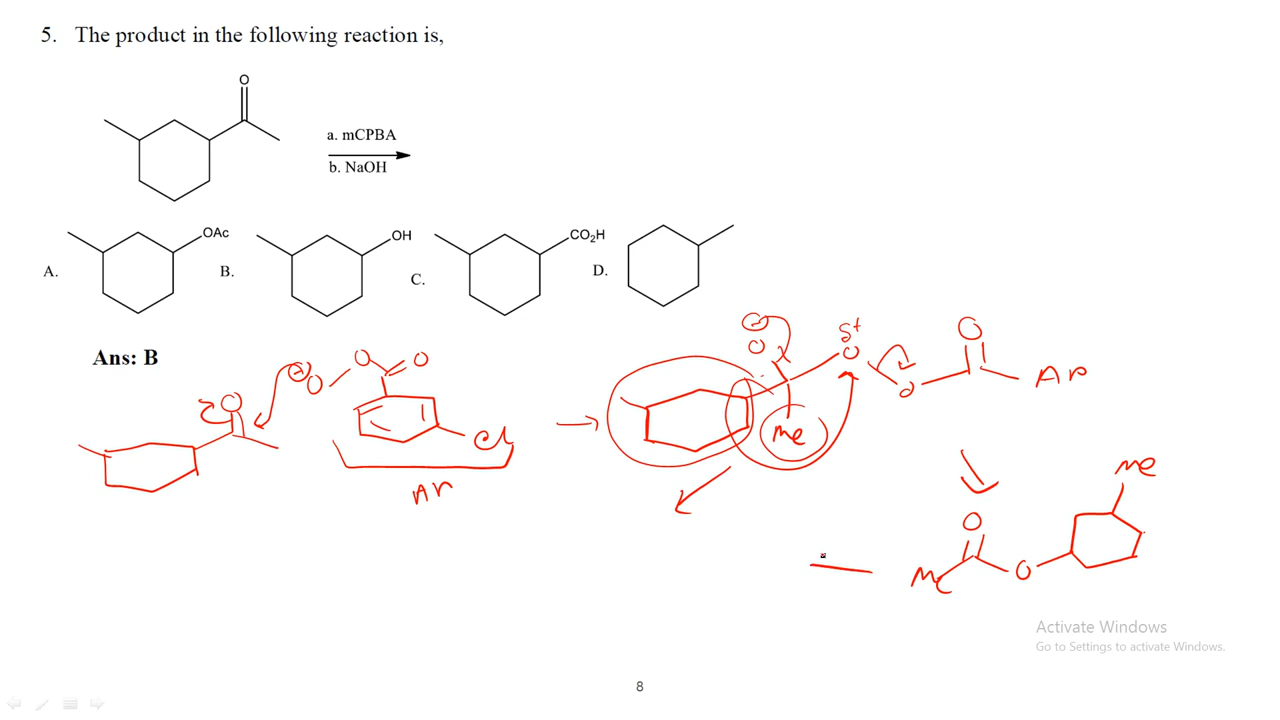 5. The product in the following reaction is,
O
a. mCPBA
b. NaOH
OAc
OH
CO2H
A.
B.
C.
D.
Ans: B
O
O
O
O
Cl
Ar
O
δ+
O
Me
O
O
Ar
Me
O
Me
O
Activate Windows
Go to Settings to activate Windows.
8